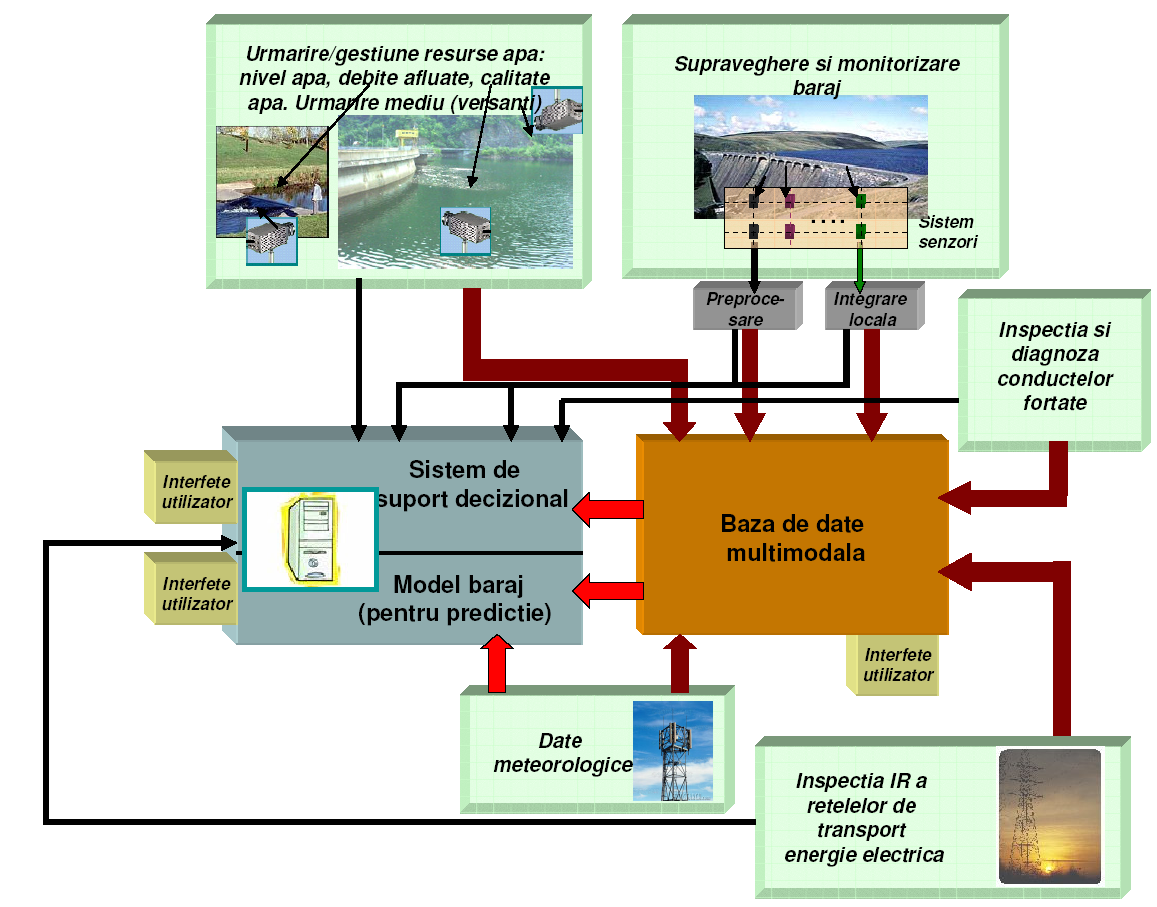 Urmarire/gestiune resurse apa:
nivel apa, debite afluate, calitate
apa. Urmarire mediu (versanti)
Supraveghere si monitorizare
baraj
Sistem
senzori
Preproce-
sare
Integrare
locala
Inspectia si
diagnoza
conductelor
fortate
Interfete
utilizator
Sistem de
suport decizional
Baza de date
multimodala
Interfete
utilizator
Model baraj
(pentru predictie)
Interfete
utilizator
Date
meteorologice
Inspectia IR a
retelelor de
transport
energie electrica